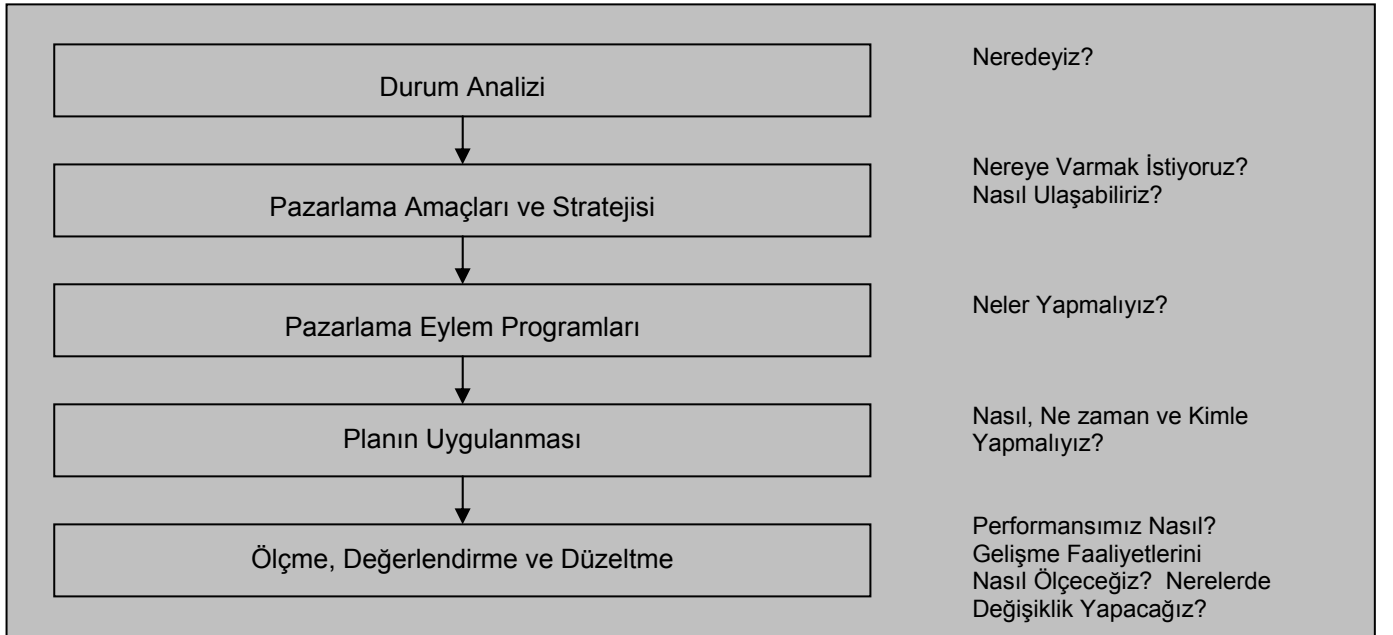 Durum Analizi
Neredeyiz?
Pazarlama Amaçları ve Stratejisi
Nereye Varmak İstiyoruz?
Nasıl Ulaşabiliriz?
Pazarlama Eylem Programları
Neler Yapmalıyız?
Planın Uygulanması
Nasıl, Ne zaman ve Kimle
Yapmalıyız?
Ölçme, Değerlendirme ve Düzeltme
Performansımız Nasıl?
Gelişme Faaliyetlerini
Nasıl Ölçeceğiz? Nerelerde
Değişiklik Yapacağız?